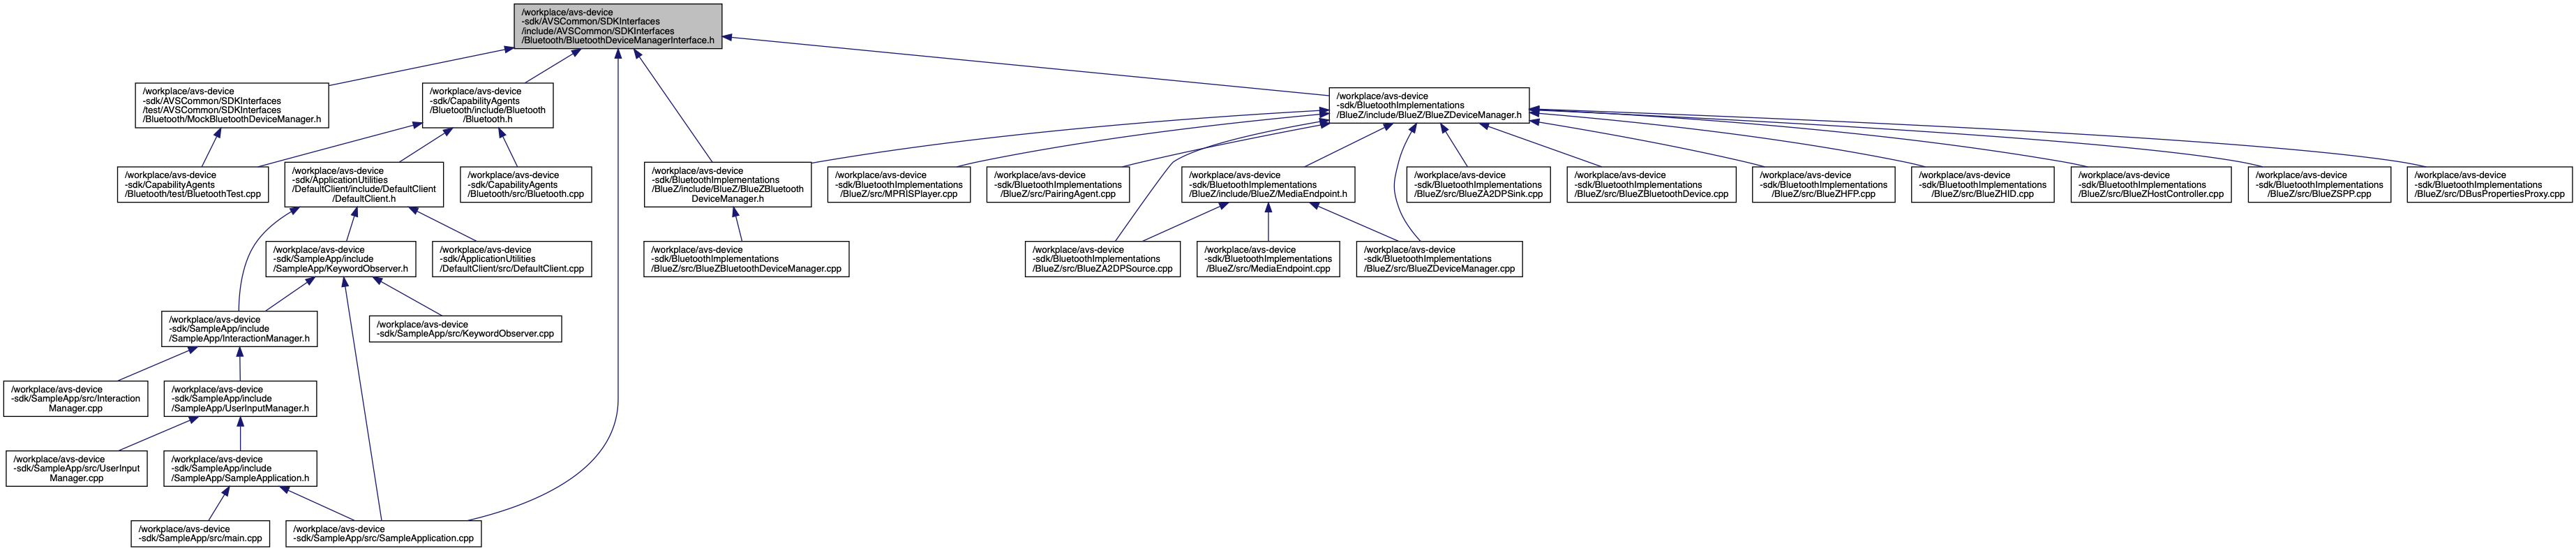 /workplace/avs-device
-sdk/AVSCommon/SDKInterfaces
/include/AVSCommon/SDKInterfaces
/Bluetooth/BluetoothDeviceManagerInterface.h
/workplace/avs-device
-sdk/AVSCommon/SDKInterfaces
/test/AVSCommon/SDKInterfaces
/Bluetooth/MockBluetoothDeviceManager.h
/workplace/avs-device
-sdk/CapabilityAgents
/Bluetooth/include/Bluetooth
/Bluetooth.h
/workplace/avs-device
-sdk/BluetoothImplementations
/BlueZ/include/BlueZ/BlueZDeviceManager.h
/workplace/avs-device
-sdk/CapabilityAgents
/Bluetooth/test/BluetoothTest.cpp
/workplace/avs-device
-sdk/ApplicationUtilities
/DefaultClient/include/DefaultClient
/DefaultClient.h
/workplace/avs-device
-sdk/CapabilityAgents
/Bluetooth/src/Bluetooth.cpp
/workplace/avs-device
-sdk/BluetoothImplementations
/BlueZ/include/BlueZ/BlueZBluetooth
DeviceManager.h
/workplace/avs-device
-sdk/BluetoothImplementations
/BlueZ/src/MPRISPlayer.cpp
/workplace/avs-device
-sdk/BluetoothImplementations
/BlueZ/src/PairingAgent.cpp
/workplace/avs-device
-sdk/BluetoothImplementations
/BlueZ/include/BlueZ/MediaEndpoint.h
/workplace/avs-device
-sdk/BluetoothImplementations
/BlueZ/src/BlueZA2DPSink.cpp
/workplace/avs-device
-sdk/BluetoothImplementations
/BlueZ/src/BlueZBluetoothDevice.cpp
/workplace/avs-device
-sdk/BluetoothImplementations
/BlueZ/src/BlueZHFP.cpp
/workplace/avs-device
-sdk/BluetoothImplementations
/BlueZ/src/BlueZHID.cpp
/workplace/avs-device
-sdk/BluetoothImplementations
/BlueZ/src/BlueZHostController.cpp
/workplace/avs-device
-sdk/BluetoothImplementations
/BlueZ/src/BlueZSPP.cpp
/workplace/avs-device
-sdk/BluetoothImplementations
/BlueZ/src/DBusPropertiesProxy.cpp
/workplace/avs-device
-sdk/SampleApp/include
/SampleApp/KeywordObserver.h
/workplace/avs-device
-sdk/ApplicationUtilities
/DefaultClient/src/DefaultClient.cpp
/workplace/avs-device
-sdk/BluetoothImplementations
/BlueZ/src/BlueZBluetoothDeviceManager.cpp
/workplace/avs-device
-sdk/BluetoothImplementations
/BlueZ/src/BlueZA2DPSource.cpp
/workplace/avs-device
-sdk/BluetoothImplementations
/BlueZ/src/MediaEndpoint.cpp
/workplace/avs-device
-sdk/BluetoothImplementations
/BlueZ/src/BlueZDeviceManager.cpp
/workplace/avs-device
-sdk/SampleApp/include
/SampleApp/InteractionManager.h
/workplace/avs-device
-sdk/SampleApp/src/KeywordObserver.cpp
/workplace/avs-device
-sdk/SampleApp/src/Interaction
Manager.cpp
/workplace/avs-device
-sdk/SampleApp/include
/SampleApp/UserInputManager.h
/workplace/avs-device
-sdk/SampleApp/src/UserInput
Manager.cpp
/workplace/avs-device
-sdk/SampleApp/include
/SampleApp/SampleApplication.h
/workplace/avs-device
-sdk/SampleApp/src/main.cpp
/workplace/avs-device
-sdk/SampleApp/src/SampleApplication.cpp